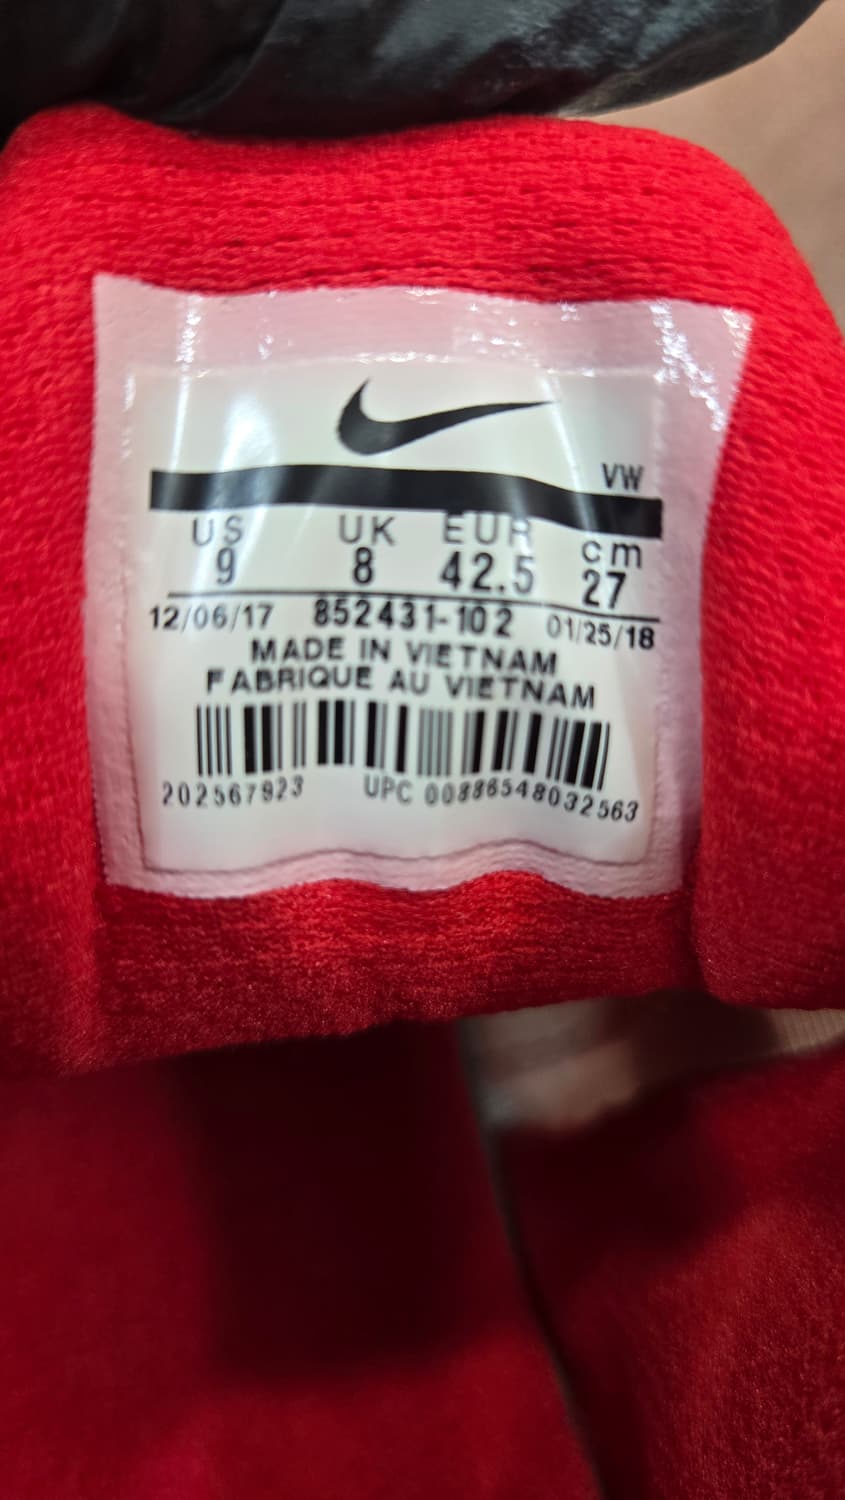 VW
US UK EUR cm
9 8 42.5 27
12/06/17 852431-102 01/25/18
MADE IN VIETNAM
FABRIQUE AU VIETNAM
202567923 UPC 00886548032563